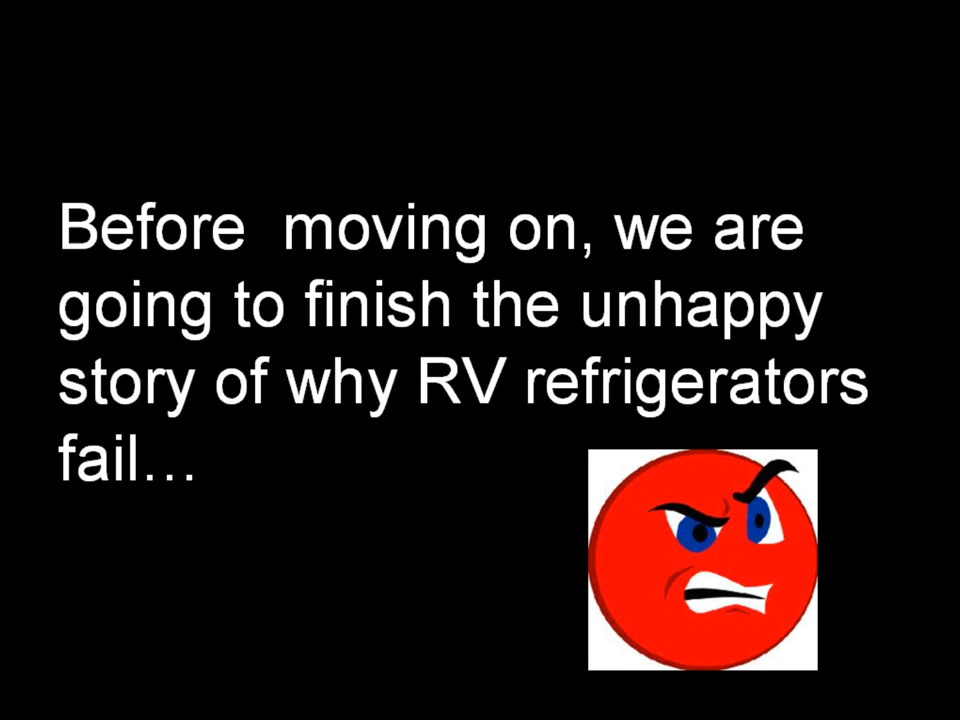 Before  moving on, we are
going to finish the unhappy
story of why RV refrigerators
fail…